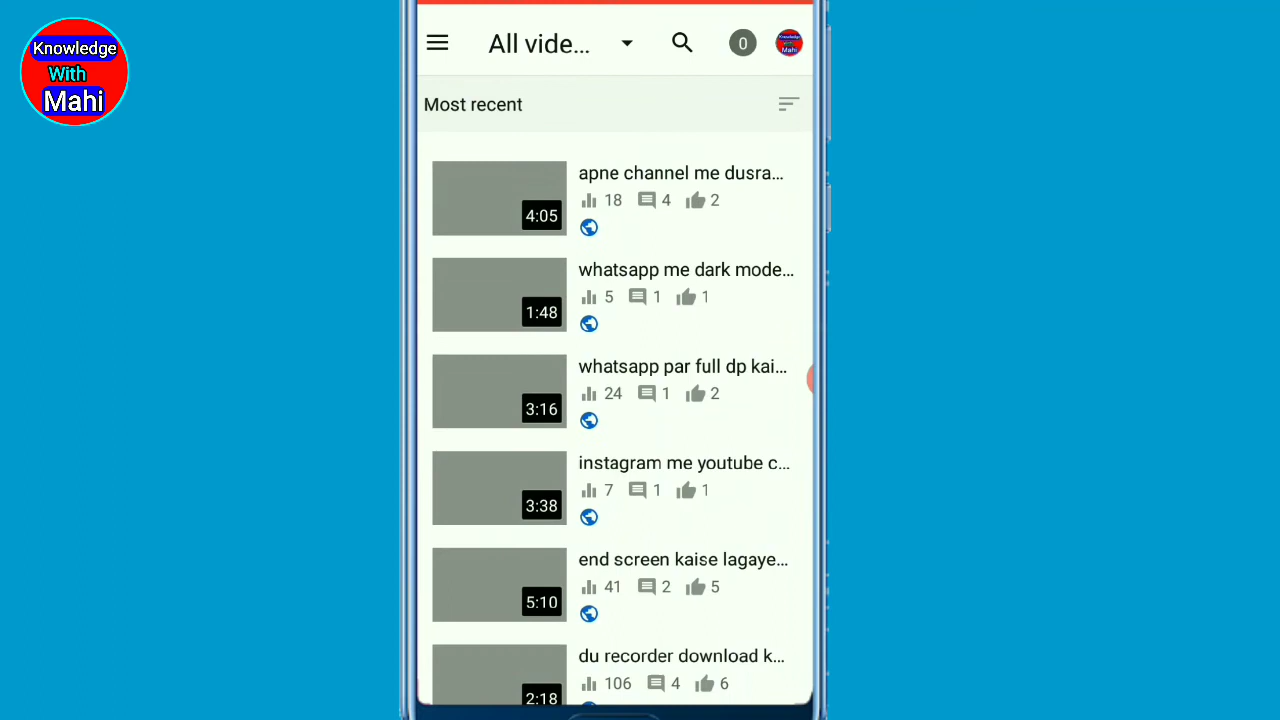 Knowledge
With
Mahi
All vide...
0
Knowledge
With
Mahi
Most recent
4:05
apne channel me dusra...
18 4 2
1:48
whatsapp me dark mode...
5 1 1
3:16
whatsapp par full dp kai...
24 1 2
3:38
instagram me youtube c...
7 1 1
5:10
end screen kaise lagaye...
41 2 5
2:18
du recorder download k...
106 4 6